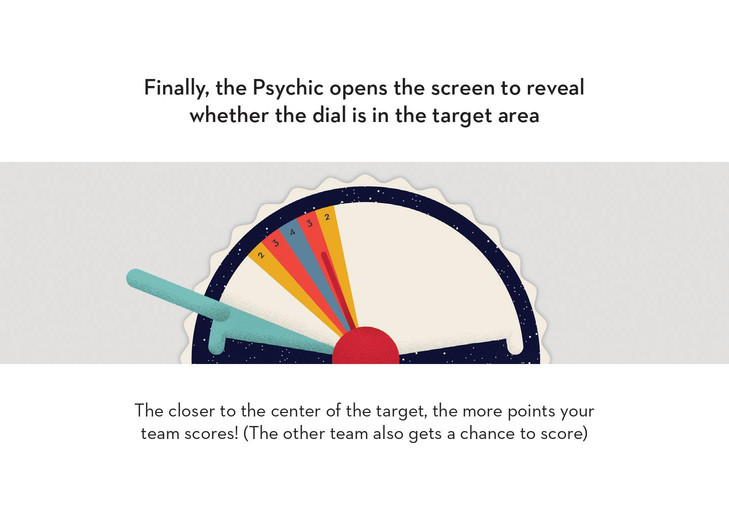 Finally, the Psychic opens the screen to reveal
whether the dial is in the target area
2
3
4
3
2
The closer to the center of the target, the more points your
team scores! (The other team also gets a chance to score)